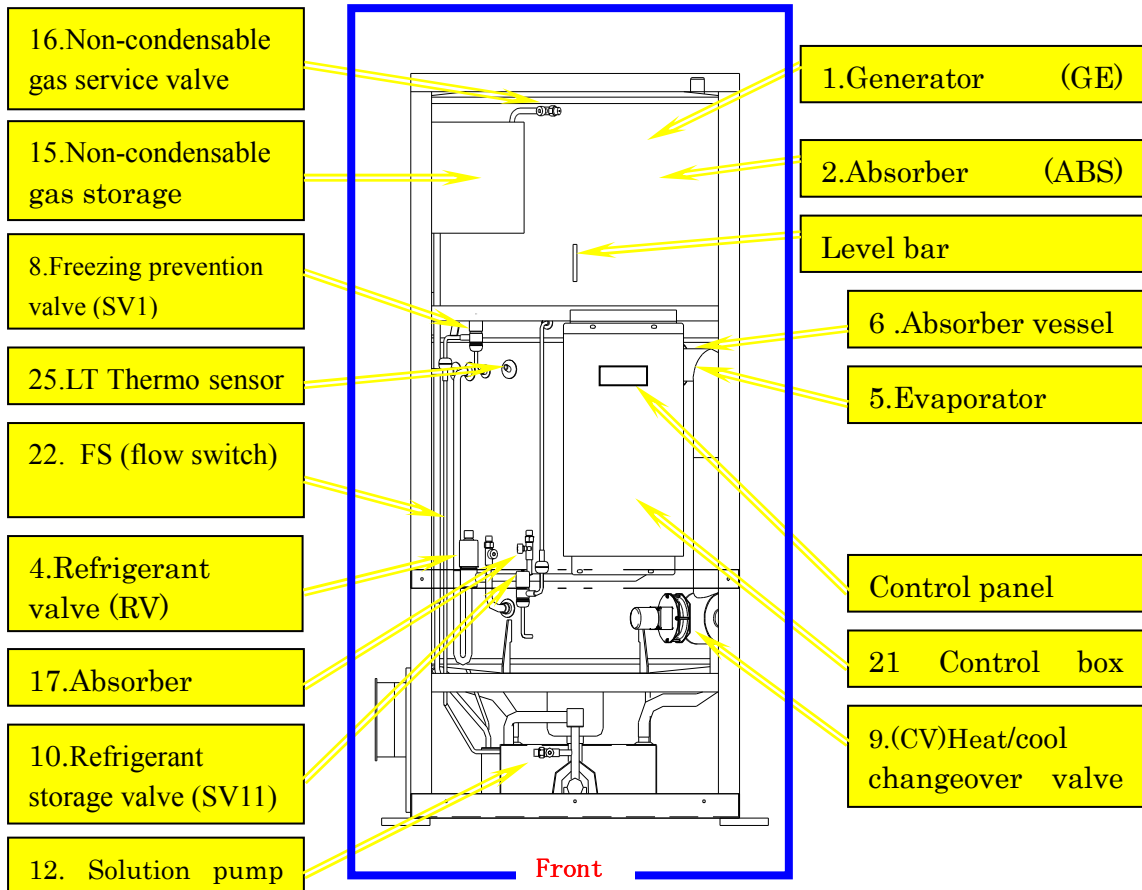 16.Non-condensable
gas service valve
15.Non-condensable
gas storage
8.Freezing prevention
valve (SV1)
25.LT Thermo sensor
22. FS (flow switch)
4.Refrigerant
valve (RV)
17.Absorber
10.Refrigerant
storage valve (SV11)
12. Solution pump
1.Generator (GE)
2.Absorber (ABS)
Level bar
6 .Absorber vessel
5.Evaporator
Control panel
21 Control box
9.(CV)Heat/cool
changeover valve
Front